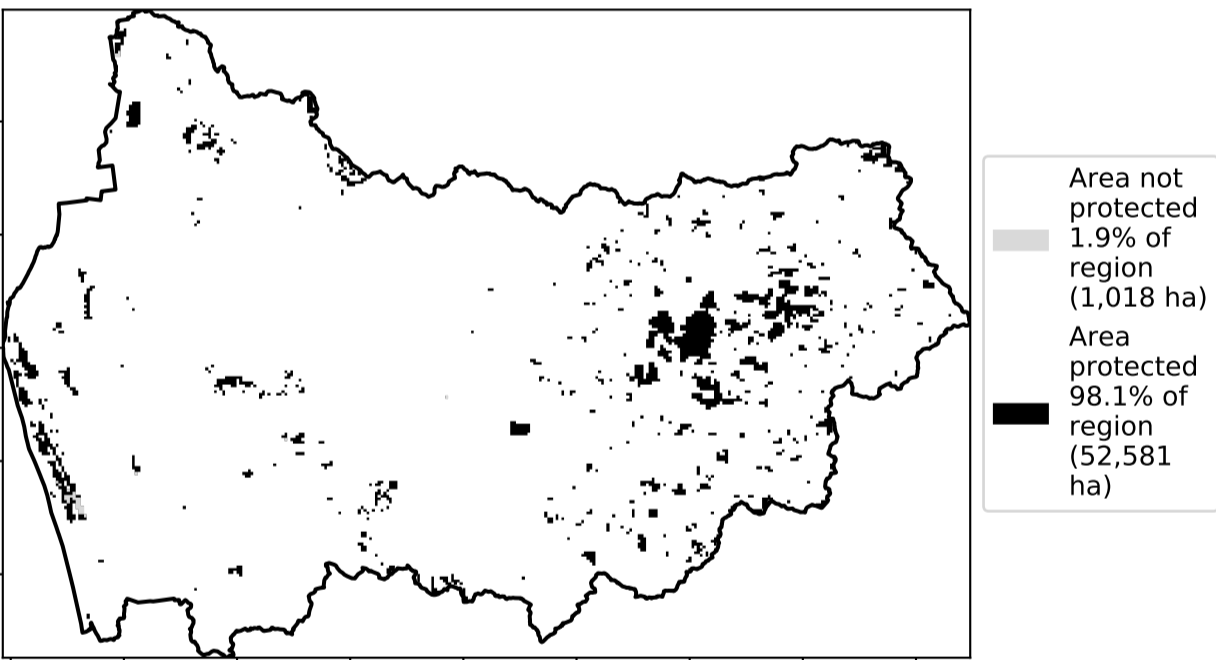 Area not
protected
1.9% of
region
(1,018 ha)
Area
protected
98.1% of
region
(52,581
ha)